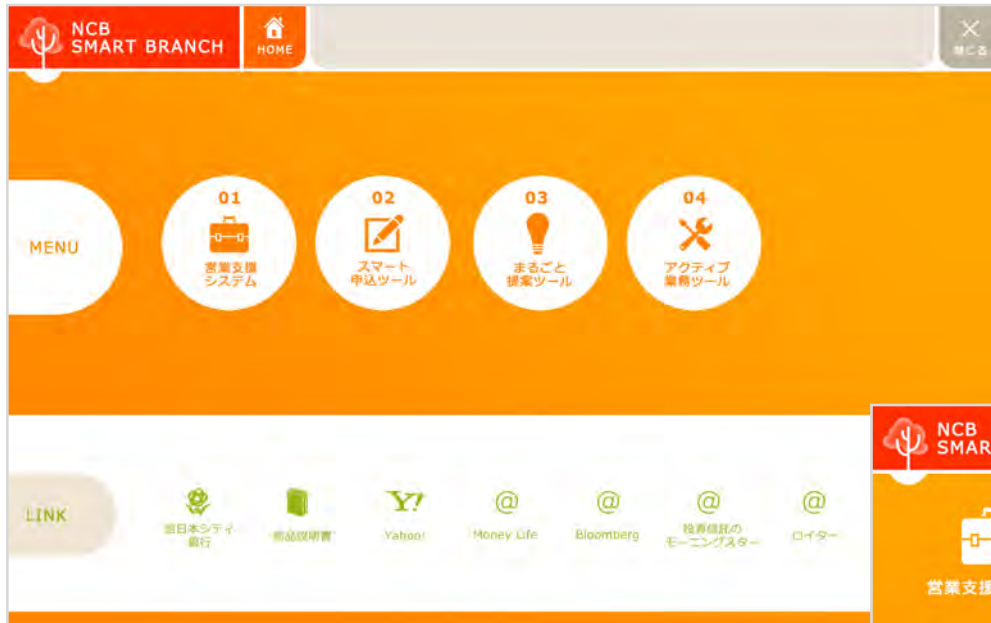 NCB
SMART BRANCH
HOME
閉じる
MENU
01
営業支援
システム
02
スマート
申込ツール
03
まるごと
提案ツール
04
アクティブ
業務ツール
LINK
西日本シティ
銀行
商品説明書
Yahoo!
Money Life
Bloomberg
投資信託の
モーニングスター
ロイター
NCB
SMAR
営業支援